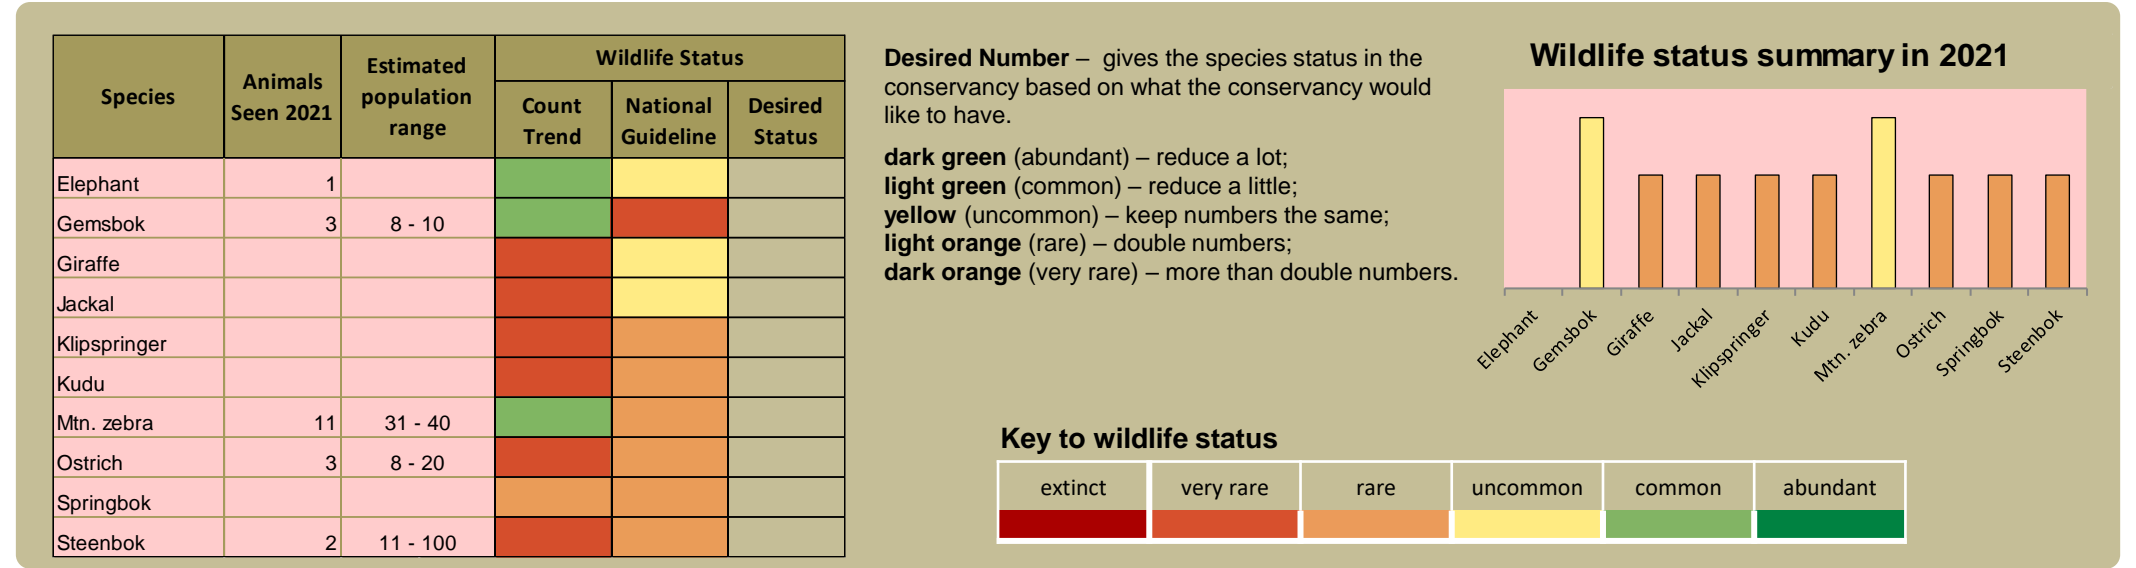 Species
Animals
Seen 2021
Estimated
population
range
Wildlife Status
Count
Trend
National
Guideline
Desired
Status
Elephant 1
Gemsbok 3 8 - 10
Giraffe
Jackal
Klipspringer
Kudu
Mtn. zebra 11 31 - 40
Ostrich 3 8 - 20
Springbok
Steenbok 2 11 - 100
Desired Number – gives the species status in the
conservancy based on what the conservancy would
like to have.
dark green (abundant) – reduce a lot;
light green (common) – reduce a little;
yellow (uncommon) – keep numbers the same;
light orange (rare) – double numbers;
dark orange (very rare) – more than double numbers.
Wildlife status summary in 2021
Elephant
Gemsbok
Giraffe
Jackal
Klipspringer
Kudu
Mtn. zebra
Ostrich
Springbok
Steenbok
Key to wildlife status
extinct very rare rare uncommon common abundant